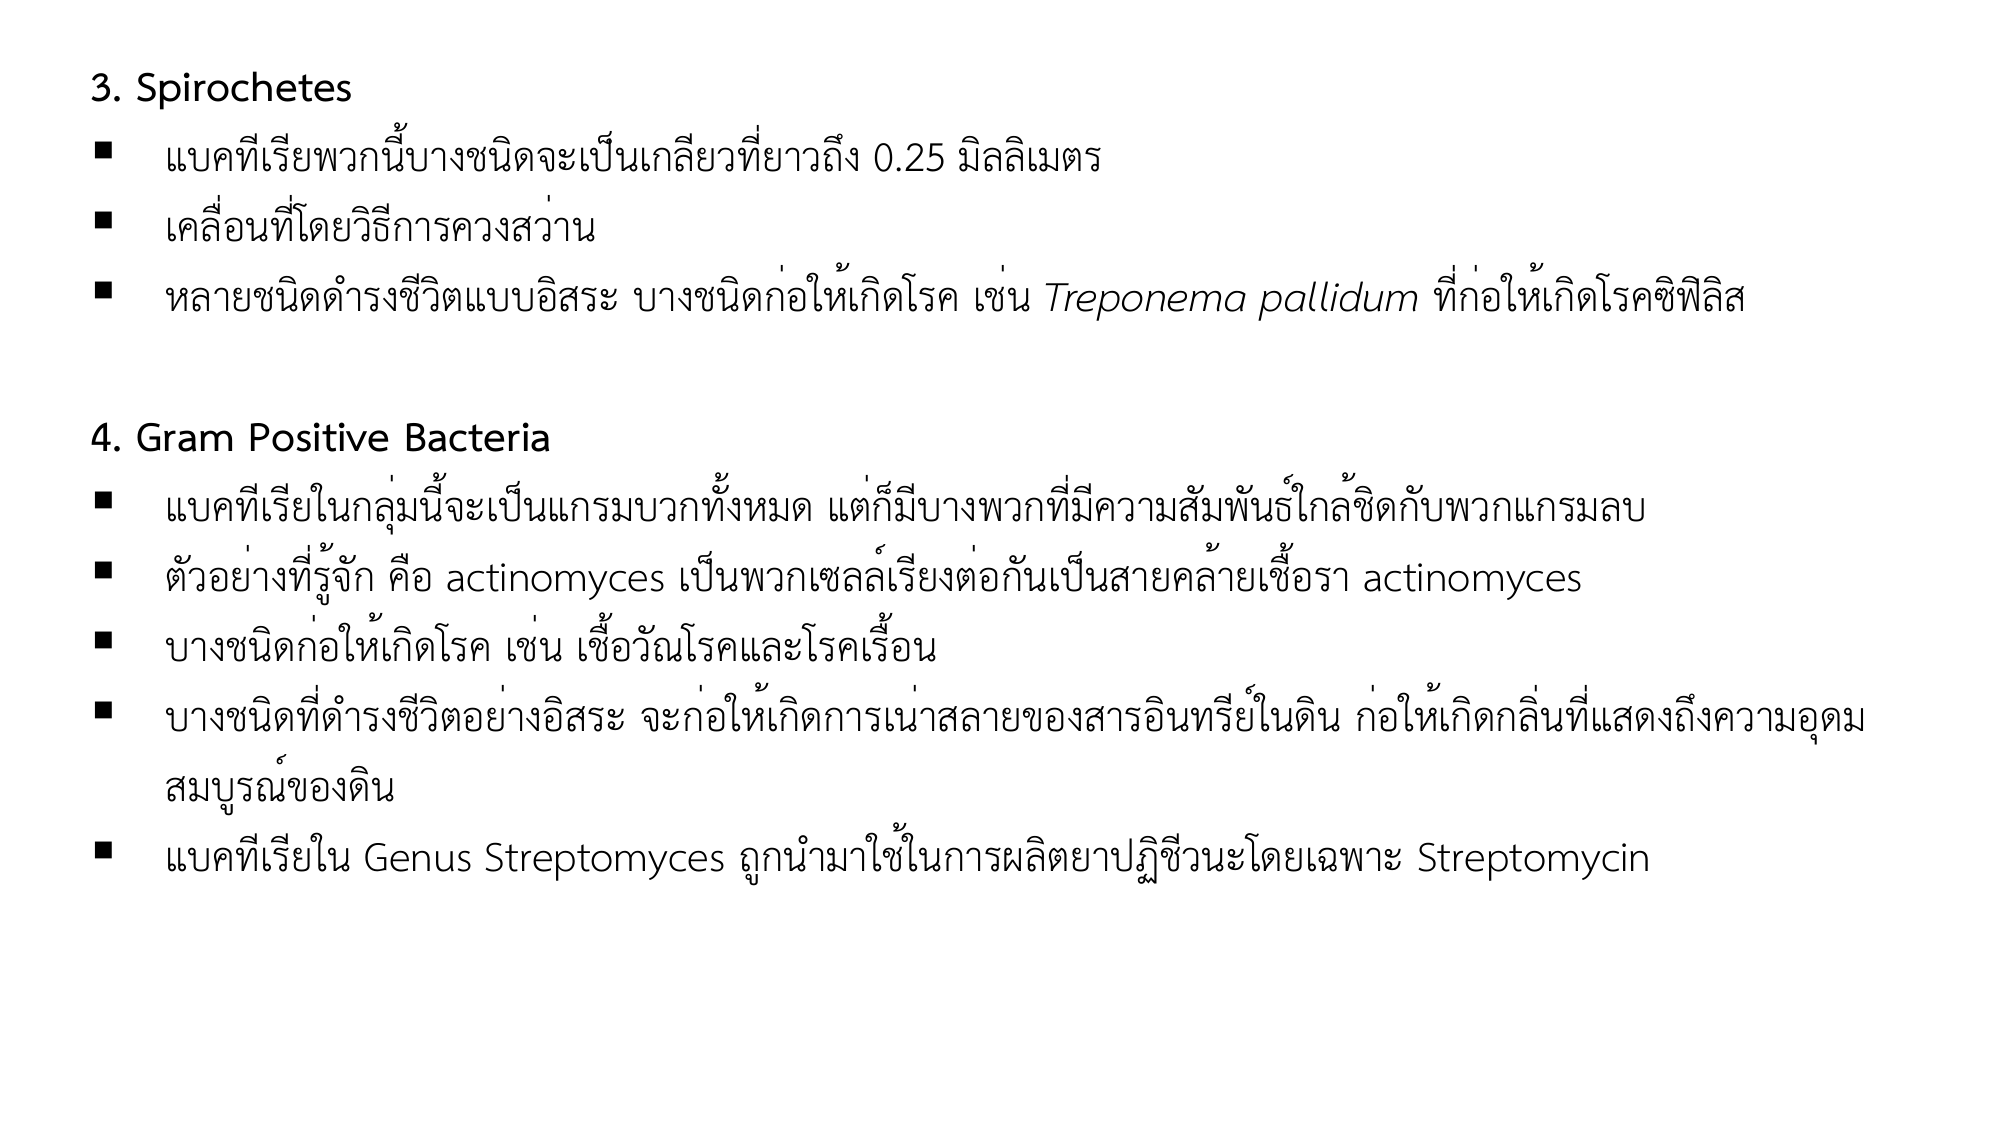 3. Spirochetes
▪ แบคทีเรียพวกนี้บางชนิดจะเป็นเกลียวที่ยาวถึง 0.25 มิลลิเมตร
▪ เคลื่อนที่โดยวิธีการควงสว่าน
▪ หลายชนิดดำรงชีวิตแบบอิสระ บางชนิดก่อให้เกิดโรค เช่น Treponema pallidum ที่ก่อให้เกิดโรคซิฟิลิส
4. Gram Positive Bacteria
▪ แบคทีเรียในกลุ่มนี้จะเป็นแกรมบวกทั้งหมด แต่ก็มีบางพวกที่มีความสัมพันธ์ใกล้ชิดกับพวกแกรมลบ
▪ ตัวอย่างที่รู้จัก คือ actinomyces เป็นพวกเซลล์เรียงต่อกันเป็นสายคล้ายเชื้อรา actinomyces
▪ บางชนิดก่อให้เกิดโรค เช่น เชื้อวัณโรคและโรคเรื้อน
▪ บางชนิดที่ดำรงชีวิตอย่างอิสระ จะก่อให้เกิดการเน่าสลายของสารอินทรีย์ในดิน ก่อให้เกิดกลิ่นที่แสดงถึงความอุดม
สมบูรณ์ของดิน
▪ แบคทีเรียใน Genus Streptomyces ถูกนำมาใช้ในการผลิตยาปฏิชีวนะโดยเฉพาะ Streptomycin